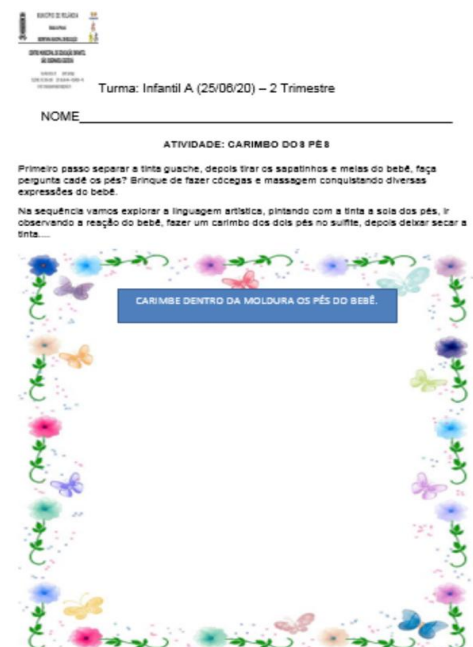 MUNICÍPIO DE ROLÂNDIA
Turma: Infantil A (25/06/20) – 2 Trimestre
NOME
ATIVIDADE: CARIMBO DOS PÉS
Primeiro passo separar a tinta guache, depois tirar os sapatinhos e meias do bebê, faça
pergunta cadê os pés? Brinque de fazer cócegas e massagem conquistando diversas
expressões do bebê.
Na sequência vamos explorar a linguagem artística, pintando com a tinta a sola dos pés, ir
observando a reação do bebê, fazer um carimbo dos dois pés no sulfite, depois deixar secar a
tinta....
CARIMBE DENTRO DA MOLDURA OS PÉS DO BEBÊ.